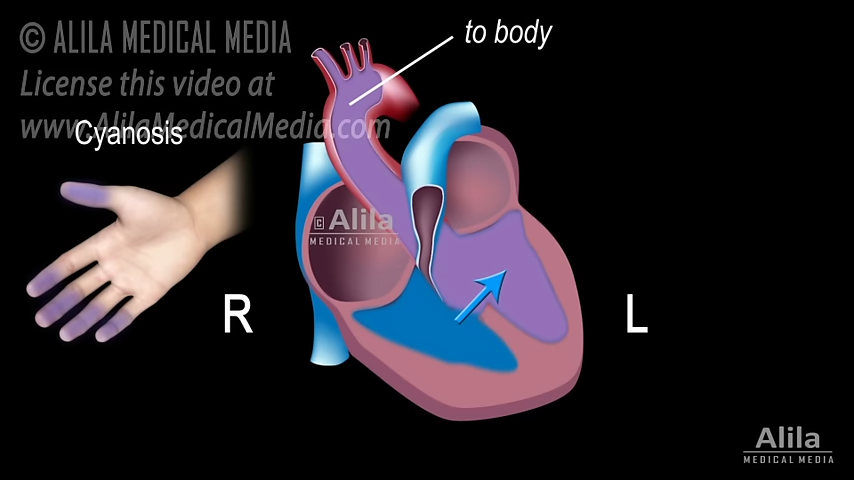 © ALILA MEDICAL MEDIA
License this video at
www.AlilaMedicalMedia.com
Cyanosis
to body
© Alila
MEDICAL MEDIA
R
L
Alila
MEDICAL MEDIA